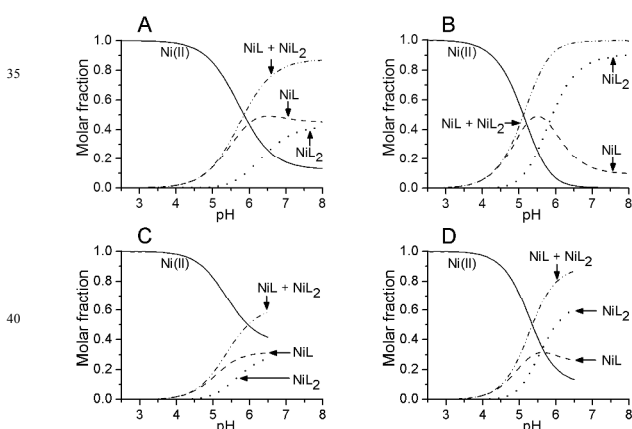 A
B
35
1.0
0.8
0.6
0.4
0.2
0.0
Molar fraction
Ni(II)
NiL + NiL2
NiL
NiL2
3 4 5 6 7 8
pH
1.0
0.8
0.6
0.4
0.2
0.0
Molar fraction
Ni(II)
NiL2
NiL + NiL2
NiL
3 4 5 6 7 8
pH
C
D
40
1.0
0.8
0.6
0.4
0.2
0.0
Molar fraction
Ni(II)
NiL + NiL2
NiL
NiL2
3 4 5 6 7 8
pH
1.0
0.8
0.6
0.4
0.2
0.0
Molar fraction
Ni(II)
NiL + NiL2
NiL2
NiL
3 4 5 6 7 8
pH